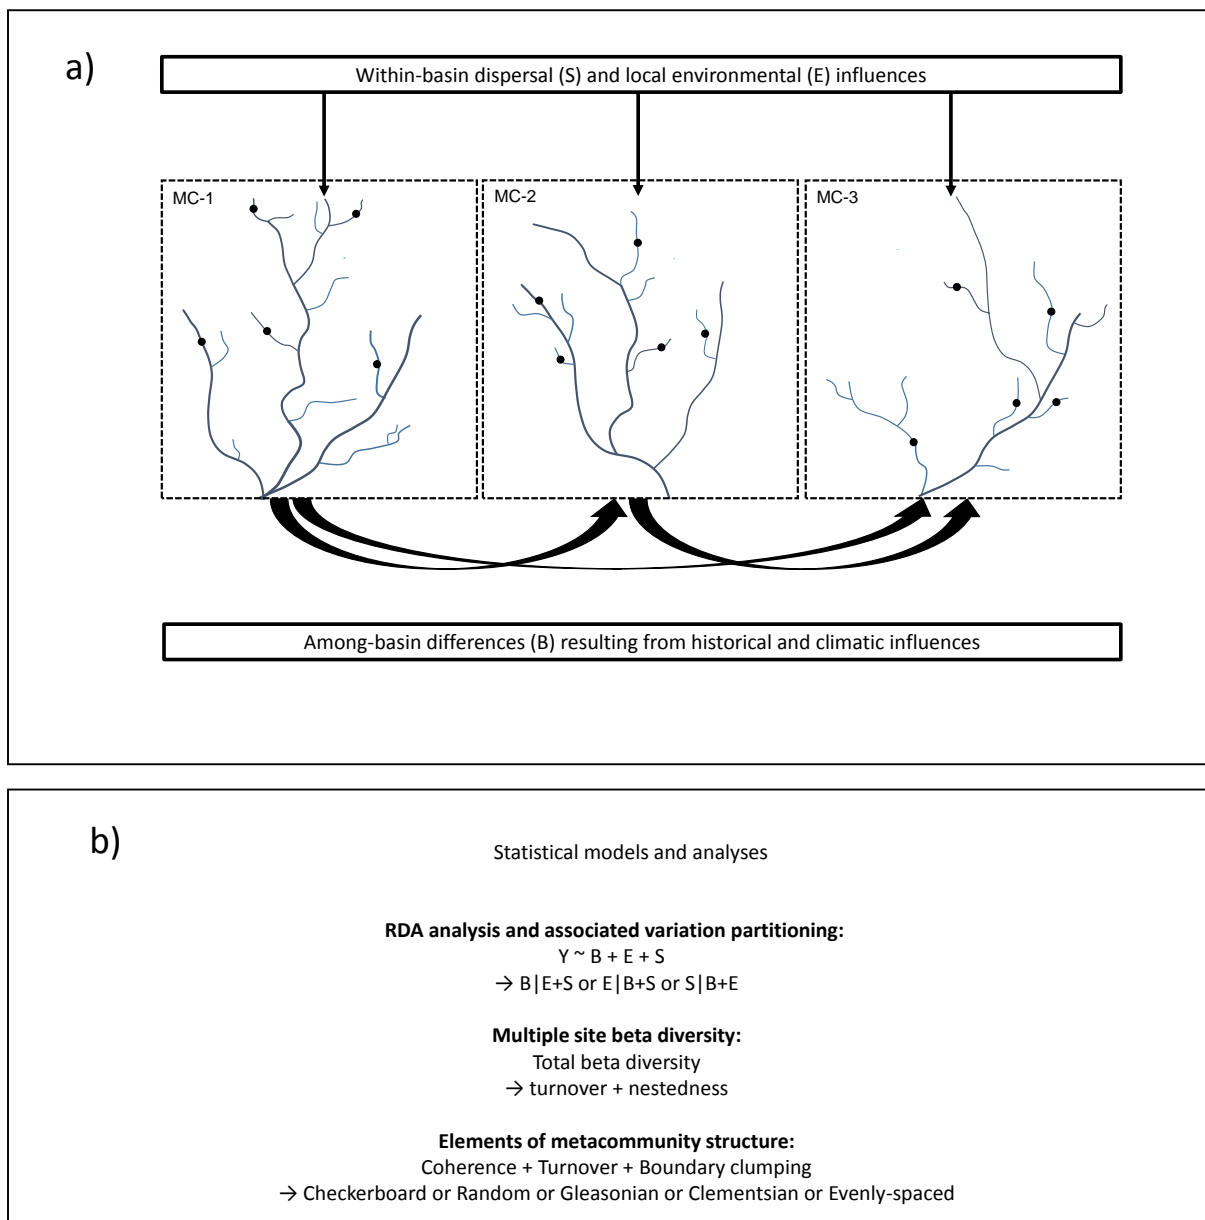 a)
Within-basin dispersal (S) and local environmental (E) influences
MC-1
MC-2
MC-3
Among-basin differences (B) resulting from historical and climatic influences
b)
Statistical models and analyses
RDA analysis and associated variation partitioning:
Y ~ B + E + S
→ B|E+S or E|B+S or S|B+E
Multiple site beta diversity:
Total beta diversity
→ turnover + nestedness
Elements of metacommunity structure:
Coherence + Turnover + Boundary clumping
→ Checkerboard or Random or Gleasonian or Clementsian or Evenly-spaced